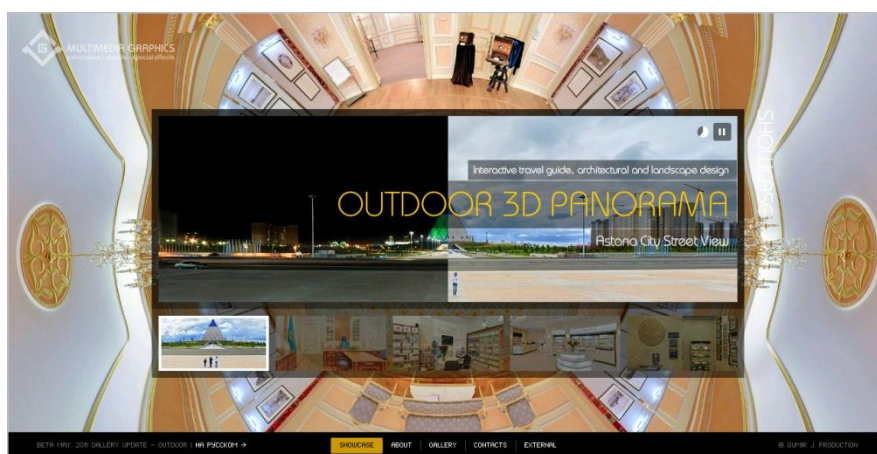 G
MULTIMEDIA GRAPHICS
SHOWCASE:
Interactive travel guide, architectural and landscape design
OUTDOOR 3D PANORAMA
Astana City Street View
BETA MAY, 2011 GALLERY UPDATE - OUTDOOR | НА РУССКОМ →
SHOWCASE | ABOUT | GALLERY | CONTACTS | EXTERNAL
J. PRODUCTION